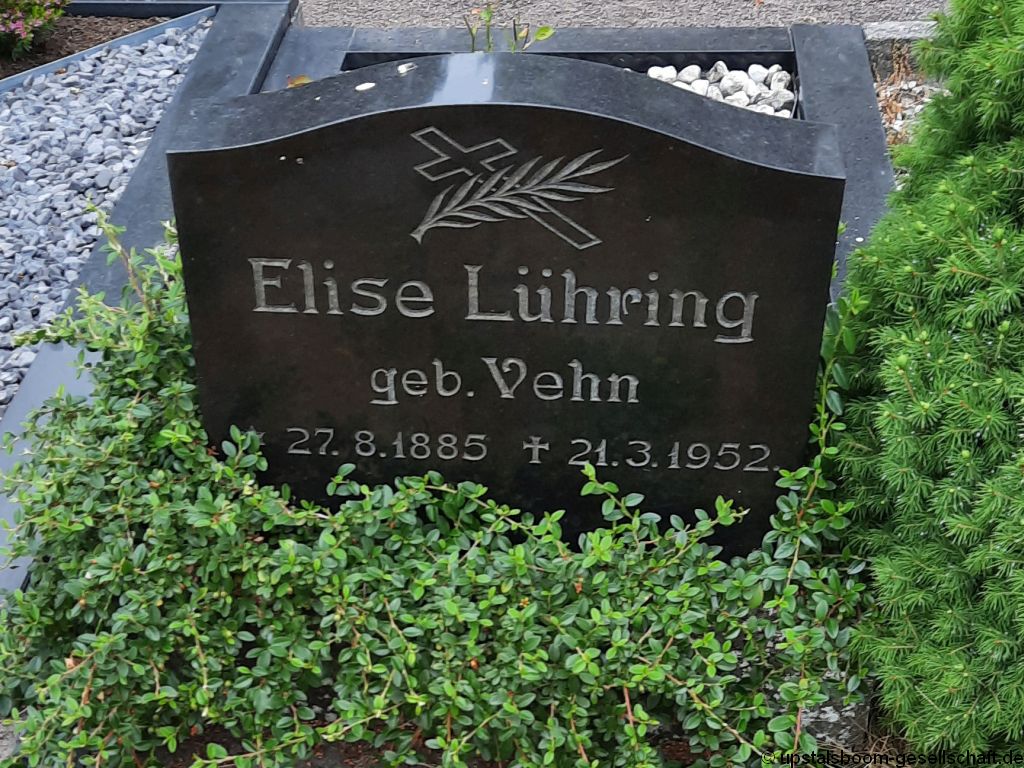 Elise Lühring
geb. Vehn
* 27.8.1885 † 21.3.1952.
© upstalsboom-gesellschaft.de